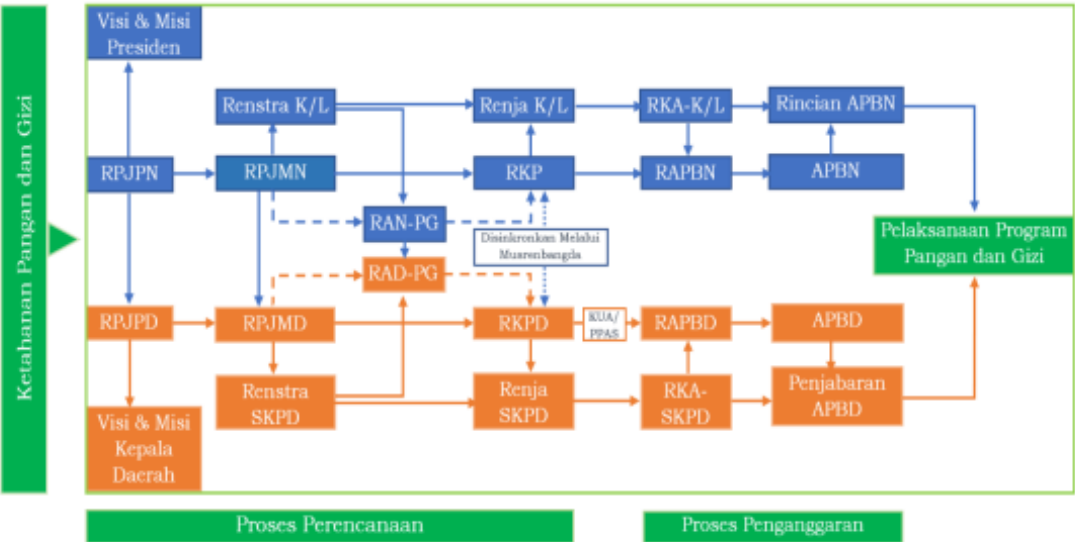 Ketahanan Pangan dan Gizi
Visi & Misi
Presiden
Renstra K/L
Renja K/L
RKA-K/L
Rincian APBN
RPJPN
RPJMN
RKP
RAPBN
APBN
RAN-PG
Disinkronkan Melalui
Musrenbangda
Pelaksanaan Program
Pangan dan Gizi
RAD-PG
RPJPD
RPJMD
RKPD
KUA/
PPAS
RAPBD
APBD
Renstra
SKPD
Renja
SKPD
RKA-
SKPD
Penjabaran
APBD
Visi & Misi
Kepala
Daerah
Proses Perencanaan
Proses Penganggaran